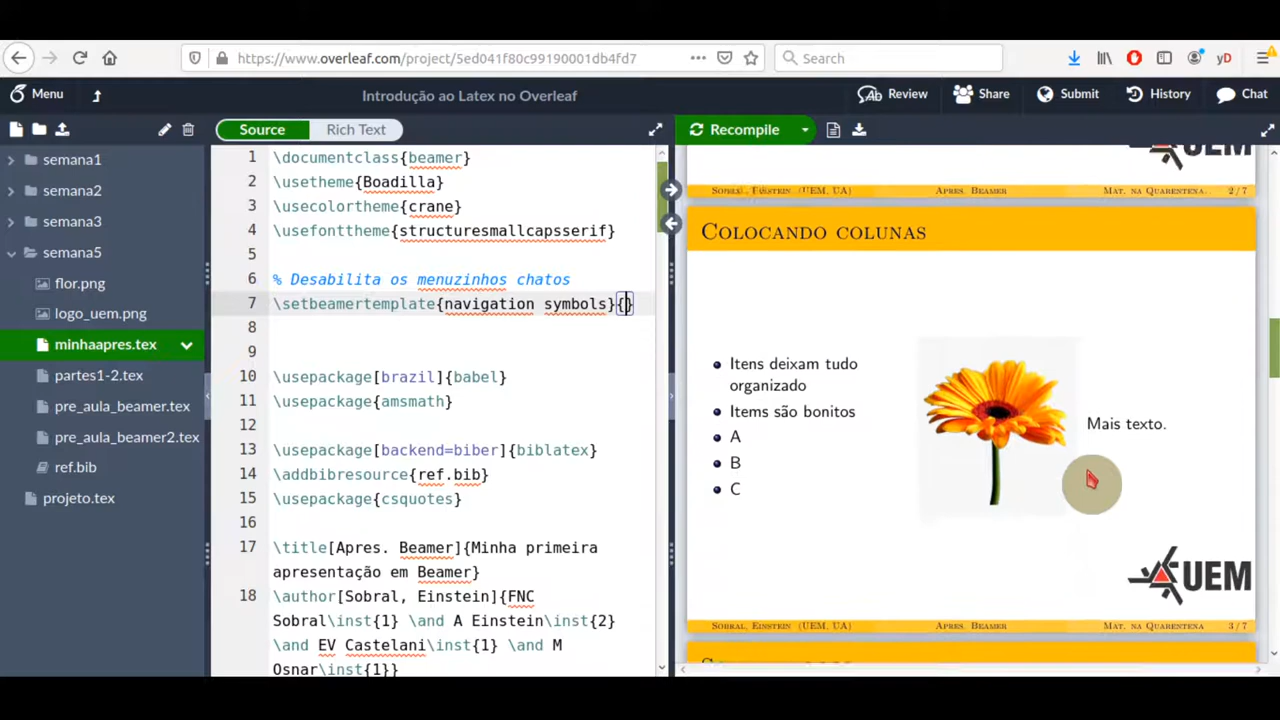 https://www.overleaf.com/project/5ed041f80c99190001db4fd7
Search
yD
Menu
Introdução ao Latex no Overleaf
Review
Share
Submit
History
Chat
Source
Rich Text
Recompile
semana1
semana2
semana3
semana5
flor.png
logo_uem.png
minhaapres.tex
partes1-2.tex
pre_aula_beamer.tex
pre_aula_beamer2.tex
ref.bib
projeto.tex
1 \documentclass{beamer}
2 \usetheme{Boadilla}
3 \usecolortheme{crane}
4 \usefonttheme{structuresmallcapsserif}
5
6 % Desabilita os menuzinhos chatos
7 \setbeamertemplate{navigation symbols}{}
8
9
10 \usepackage[brazil]{babel}
11 \usepackage{amsmath}
12
13 \usepackage[backend=biber]{biblatex}
14 \addbibresource{ref.bib}
15 \usepackage{csquotes}
16
17 \title[Apres. Beamer]{Minha primeira
apresentação em Beamer}
18 \author[Sobral, Einstein]{FNC
Sobral\inst{1} \and A Einstein\inst{2}
\and EV Castelani\inst{1} \and M
Osnar\inst{1}}
UEM
Sobral, Einstein (UEM, UA) Apres. Beamer Mat. na Quarentena. 2/7
Colocando colunas
Itens deixam tudo
organizado
Items são bonitos
A
B
C
Mais texto.
UEM
Sobral, Einstein (UEM, UA) Apres. Beamer Mat. na Quarentena 3/7